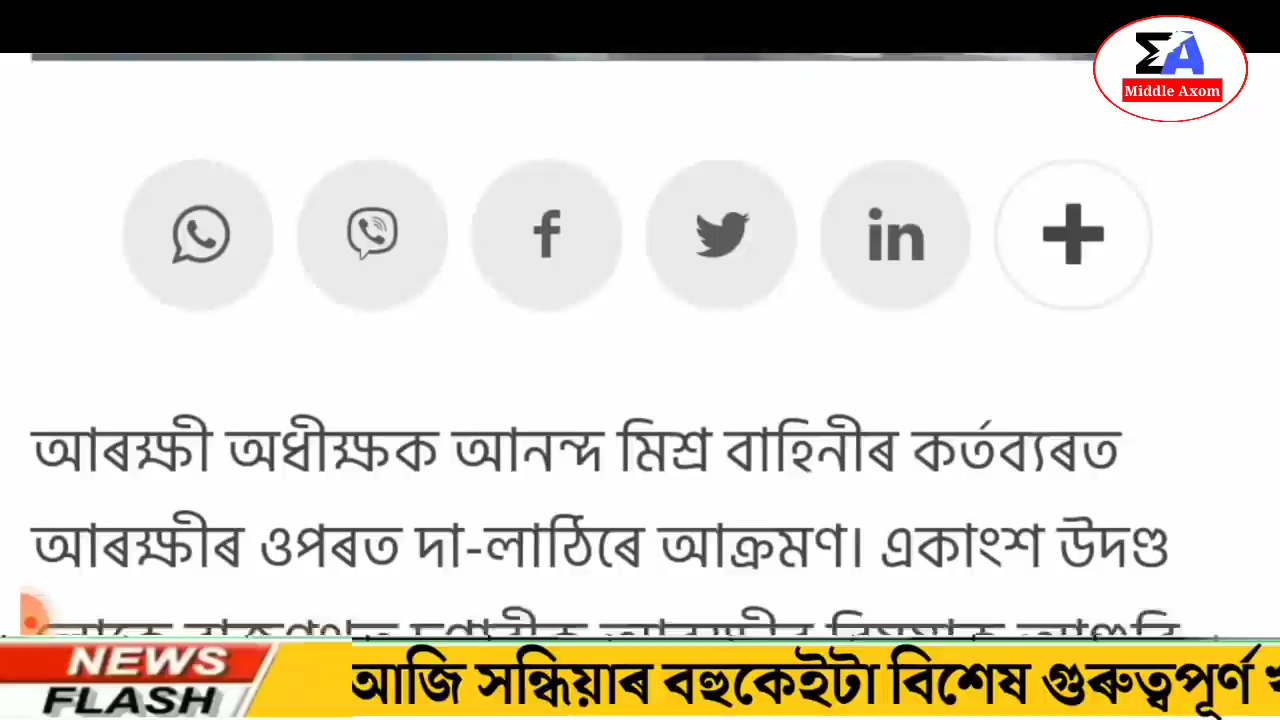 ΣA
Middle Axom
আৰক্ষী অধীক্ষক আনন্দ মিশ্ৰ বাহিনীৰ কৰ্তব্যৰত
আৰক্ষীৰ ওপৰত দা-লাঠিৰে আক্ৰমণ। একাংশ উদণ্ড
NEWS
FLASH
আজি সন্ধিয়াৰ বহুকেইটা বিশেষ গুৰুত্বপূৰ্ণ